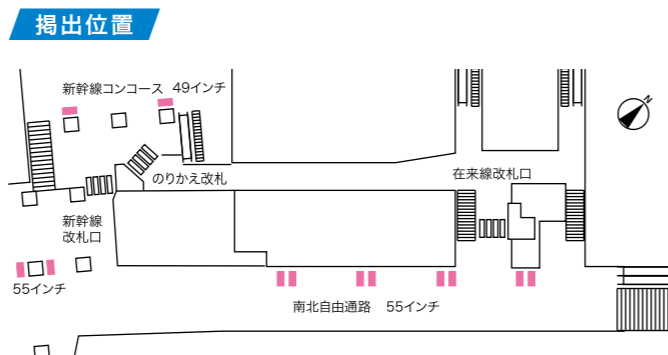 掲出位置
新幹線コンコース 49インチ
N
のりかえ改札
在来線改札口
新幹線
改札口
55インチ
南北自由通路 55インチ